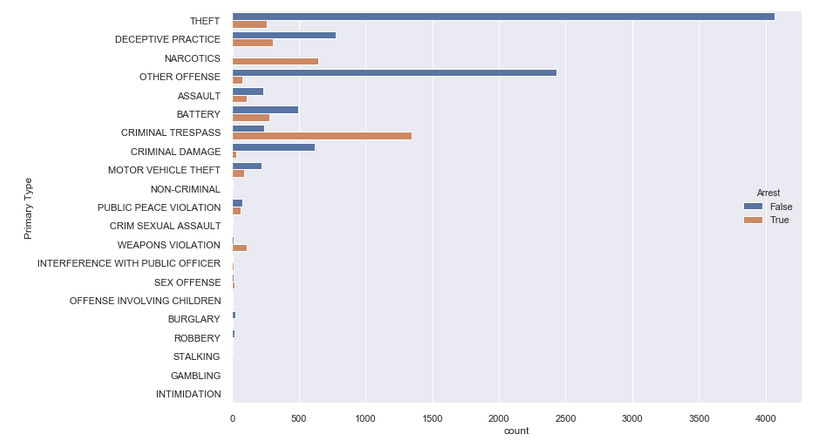 THEFT
DECEPTIVE PRACTICE
NARCOTICS
OTHER OFFENSE
ASSAULT
BATTERY
CRIMINAL TRESPASS
CRIMINAL DAMAGE
MOTOR VEHICLE THEFT
NON-CRIMINAL
PUBLIC PEACE VIOLATION
CRIM SEXUAL ASSAULT
WEAPONS VIOLATION
INTERFERENCE WITH PUBLIC OFFICER
SEX OFFENSE
OFFENSE INVOLVING CHILDREN
BURGLARY
ROBBERY
STALKING
GAMBLING
INTIMIDATION
Primary Type
0 500 1000 1500 2000 2500 3000 3500 4000
count
Arrest
False
True